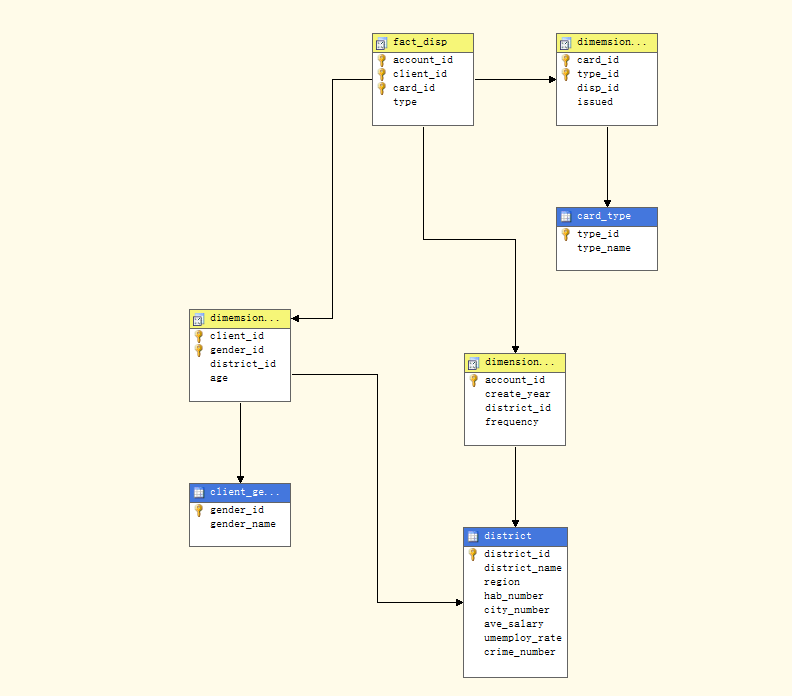 fact_disp
account_id
client_id
card_id
type
dimemsion...
card_id
type_id
disp_id
issued
card_type
type_id
type_name
dimemsion...
client_id
gender_id
district_id
age
dimension...
account_id
create_year
district_id
frequency
client_ge...
gender_id
gender_name
district
district_id
district_name
region
hab_number
city_number
ave_salary
umemploy_rate
crime_number